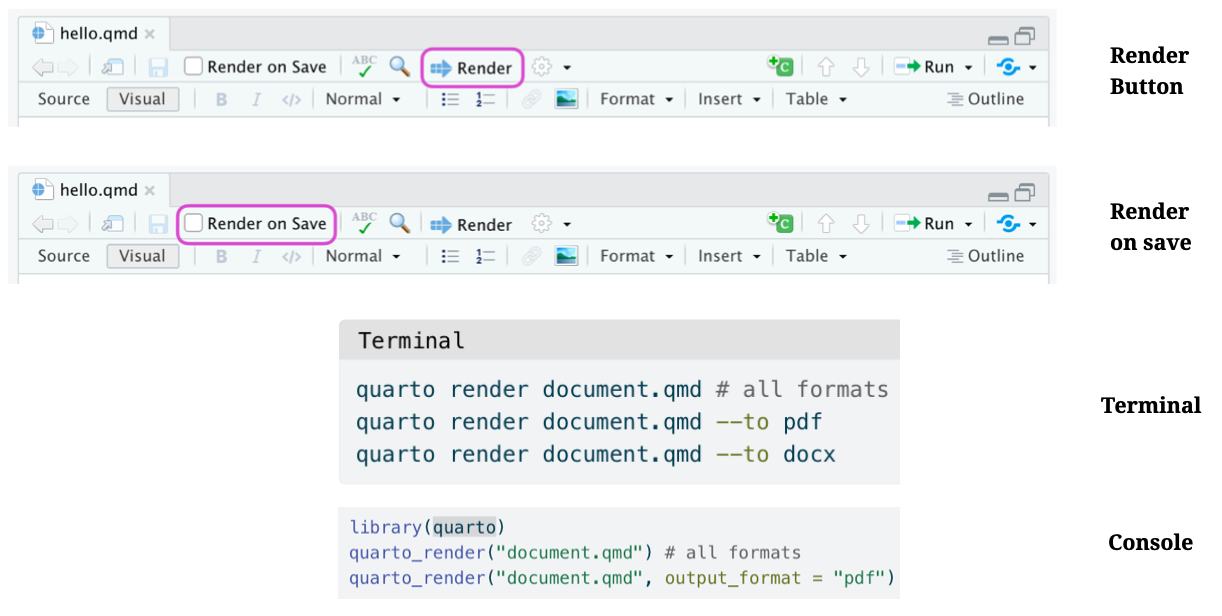 hello.qmd
Render on Save ABC Render Run
Source Visual B I </> Normal Format Insert Table Outline
Render
Button
hello.qmd
Render on Save ABC Render Run
Source Visual B I </> Normal Format Insert Table Outline
Render
on save
Terminal
quarto render document.qmd # all formats
quarto render document.qmd --to pdf
quarto render document.qmd --to docx
Terminal
library(quarto)
quarto_render("document.qmd") # all formats
quarto_render("document.qmd", output_format = "pdf")
Console